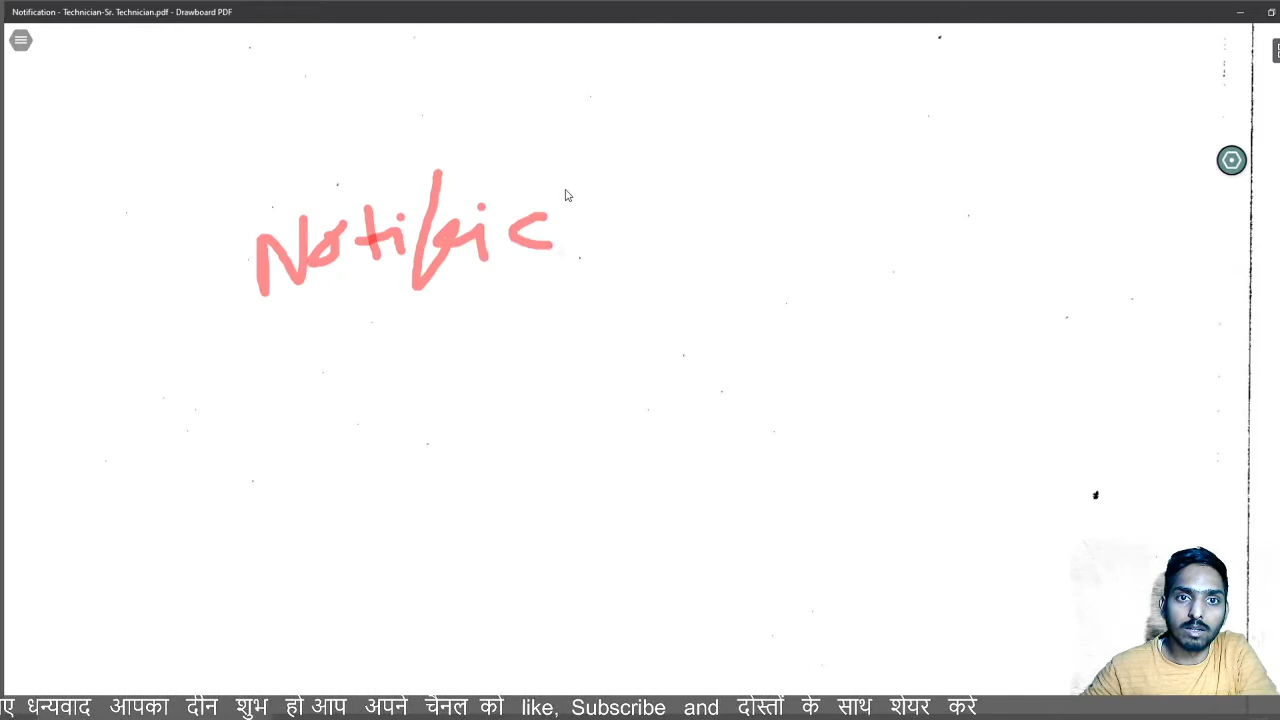 Notification - Technician-Sr. Technician.pdf - Drawboard PDF
Notific
धन्यवाद आपका दीन शुभ हो आप अपने चैनल को like, Subscribe and दोस्तों के साथ शेयर करे